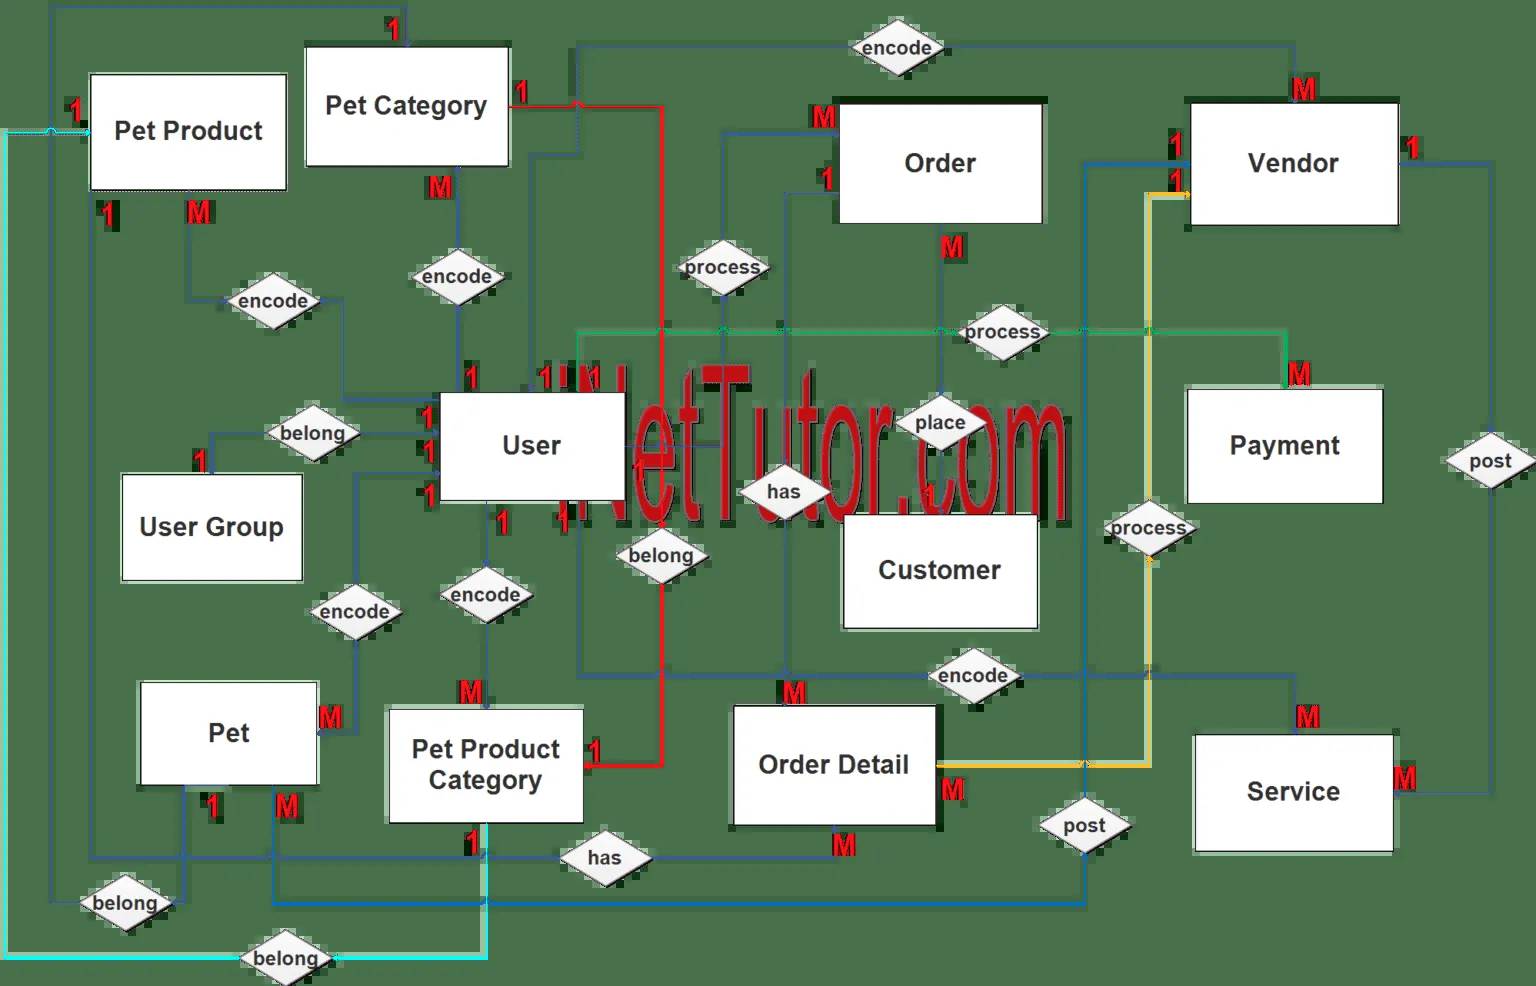 1
encode
Pet Category
1
M
1
M
Pet Product
Order
1
Vendor
1
1
1
M
1
M
M
process
encode
encode
process
M
1
1
1
1
belong
1
place
User
Payment
1
1
1
post
has
1
1
1
User Group
process
belong
Customer
encode
encode
encode
M
M
M
M
Pet
Pet Product
Category
1
Order Detail
Service
M
M
1
M
1
M
post
has
belong
belong
iNetTutor.com